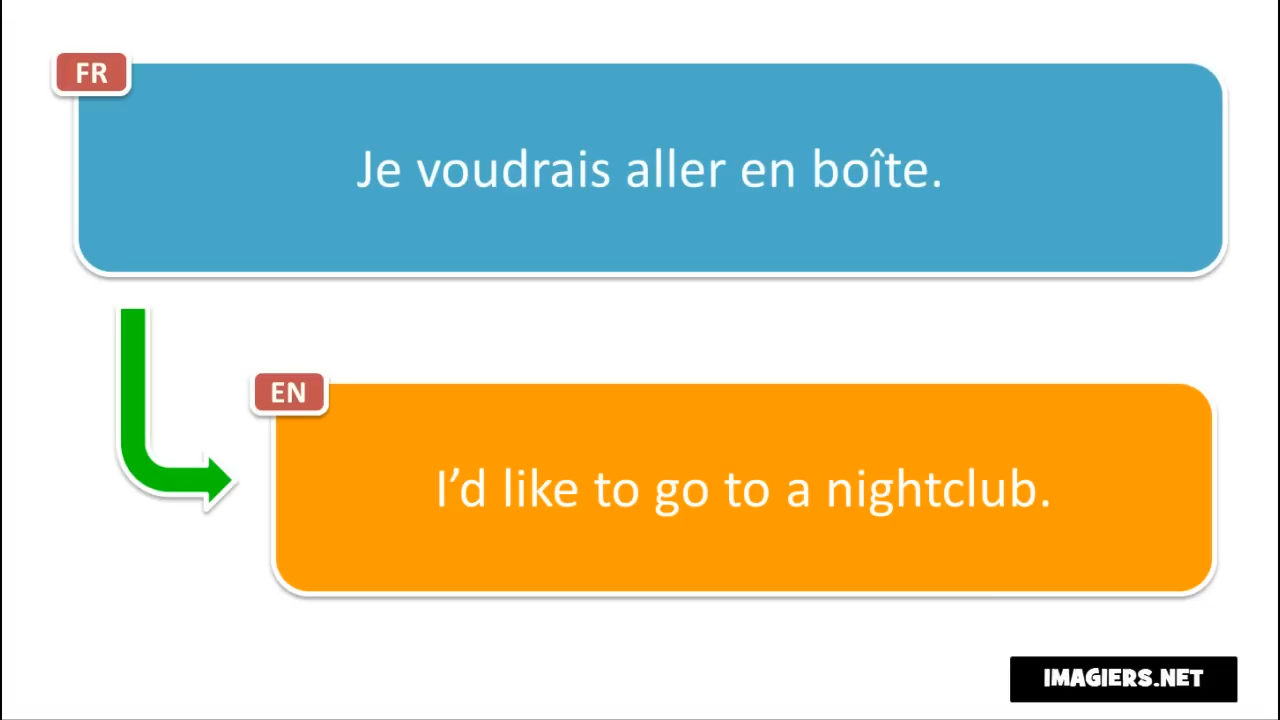 FR
Je voudrais aller en boîte.
EN
I’d like to go to a nightclub.
IMAGIERS.NET